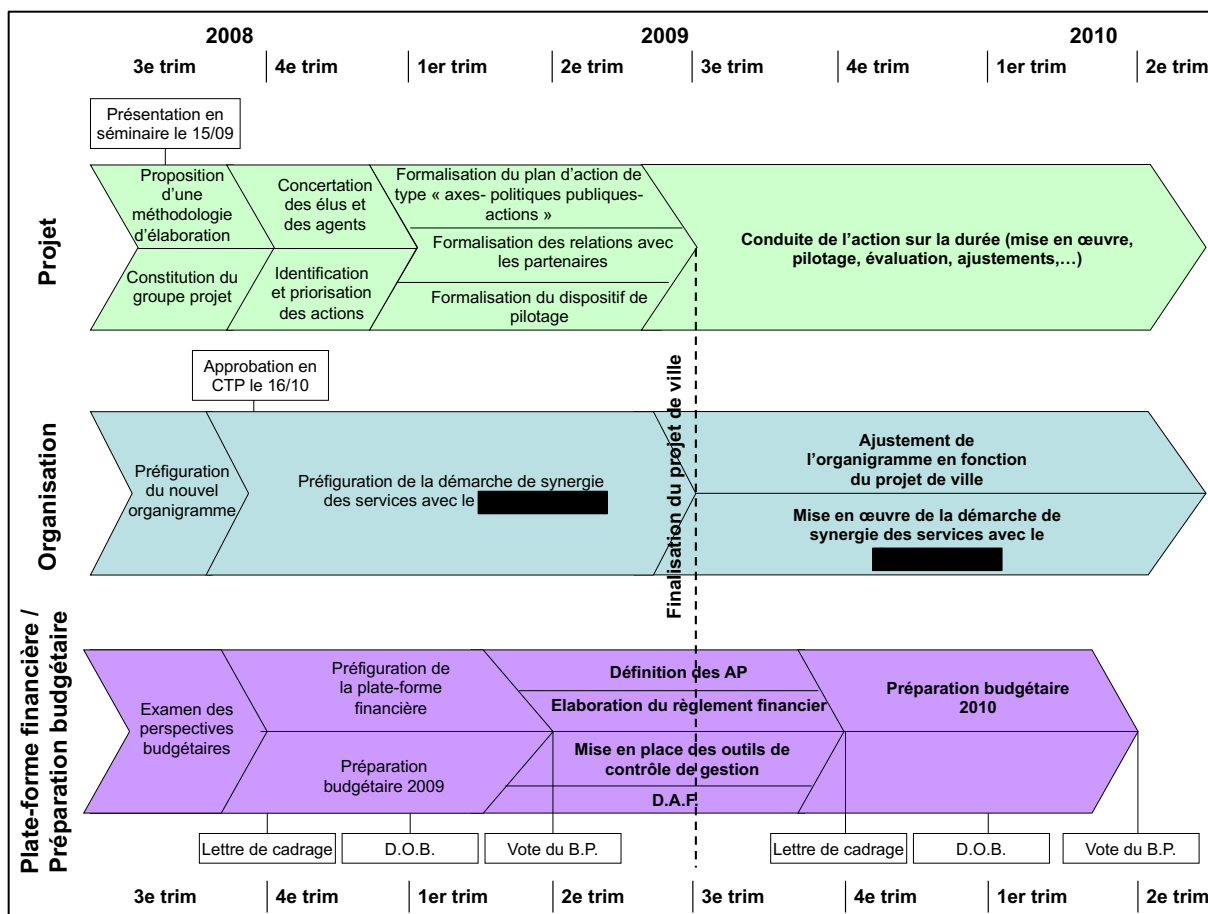 2008
2009
2010
3e trim
4e trim
1er trim
2e trim
3e trim
4e trim
1er trim
2e trim
Présentation en
séminaire le 15/09
Projet
Proposition
d’une
méthodologie
d’élaboration
Constitution du
groupe projet
Concertation
des élus et
des agents
Identification
et priorisation
des actions
Formalisation du plan d’action de
type « axes- politiques publiques-
actions »
Formalisation des relations avec
les partenaires
Formalisation du dispositif de
pilotage
Conduite de l’action sur la durée (mise en œuvre,
pilotage, évaluation, ajustements,…)
Finalisation du projet de ville
Approbation en
CTP le 16/10
Organisation
Préfiguration
du nouvel
organigramme
Préfiguration de la démarche de synergie
des services avec le
Ajustement de
l’organigramme en fonction
du projet de ville
Mise en œuvre de la démarche de
synergie des services avec le
Plate-forme financière /
Préparation budgétaire
Examen des
perspectives
budgétaires
Préfiguration de
la plate-forme
financière
Préparation
budgétaire 2009
Définition des AP
Elaboration du règlement financier
Mise en place des outils de
contrôle de gestion
D.A.F.
Préparation budgétaire
2010
Lettre de cadrage
D.O.B.
Vote du B.P.
Lettre de cadrage
D.O.B.
Vote du B.P.
3e trim
4e trim
1er trim
2e trim
3e trim
4e trim
1er trim
2e trim